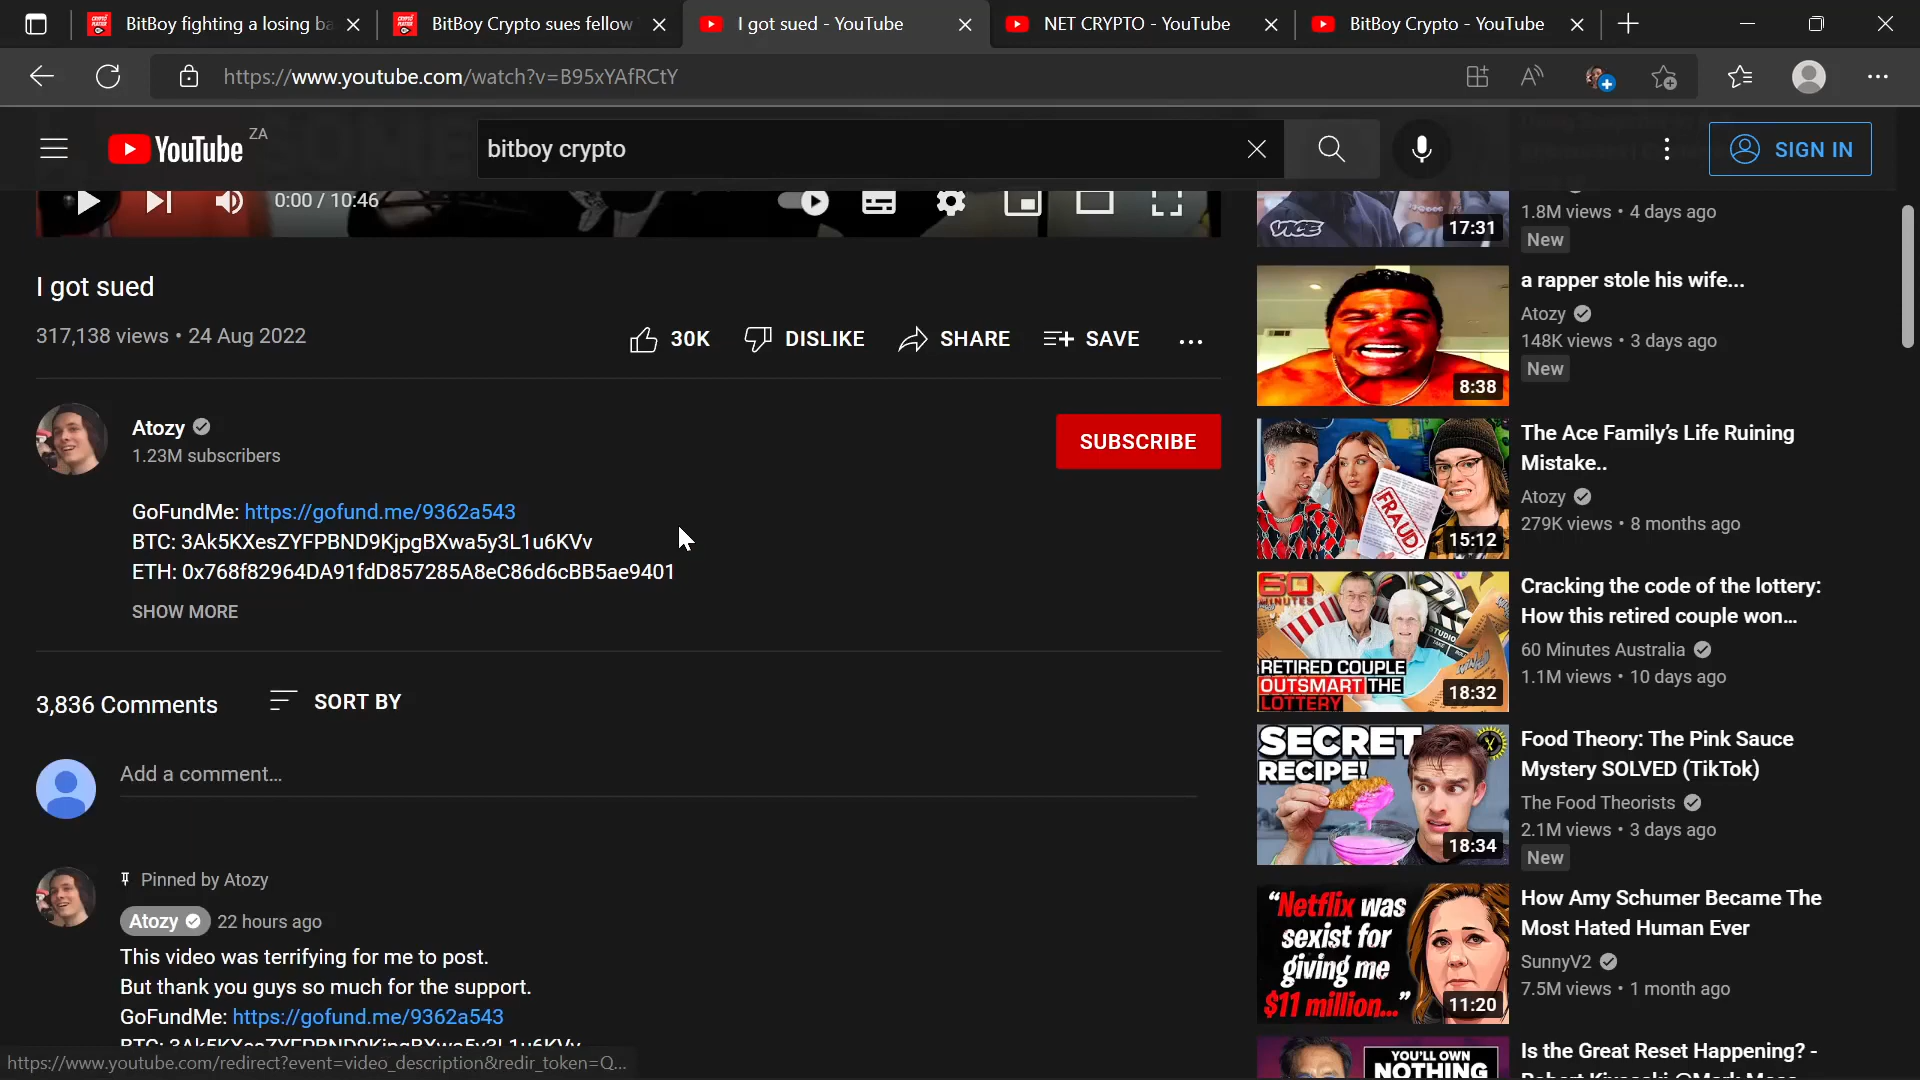 BitBoy fighting a losing ba
BitBoy Crypto sues fellow
I got sued - YouTube
NET CRYPTO - YouTube
BitBoy Crypto - YouTube
https://www.youtube.com/watch?v=B95xYAfRCtY
YouTube
ZA
bitboy crypto
SIGN IN
0:00 / 10:46
I got sued
317,138 views • 24 Aug 2022
30K
DISLIKE
SHARE
SAVE
Atozy
1.23M subscribers
SUBSCRIBE
GoFundMe: https://gofund.me/9362a543
BTC: 3Ak5KXesZYFPBND9KjpgBXwa5y3L1u6KVv
ETH: 0x768f82964DA91fdD857285A8eC86d6cBB5ae9401
SHOW MORE
3,836 Comments
SORT BY
Add a comment...
Pinned by Atozy
Atozy
22 hours ago
This video was terrifying for me to post.
But thank you guys so much for the support.
GoFundMe: https://gofund.me/9362a543
BTC: 3Ak5KXesZYFPBND9KjpgBXwa5y3L1u6KVv
https://www.youtube.com/redirect?event=video_description&redir_token=Q...
VICE
17:31
1.8M views • 4 days ago
New
8:38
a rapper stole his wife...
Atozy
148K views • 3 days ago
New
FRAUD
15:12
The Ace Family's Life Ruining
Mistake..
Atozy
279K views • 8 months ago
60
MINUTES
STUDIO
RETIRED COUPLE
OUTSMART THE
LOTTERY
18:32
Cracking the code of the lottery:
How this retired couple won...
60 Minutes Australia
1.1M views • 10 days ago
SECRET
RECIPE!
18:34
Food Theory: The Pink Sauce
Mystery SOLVED (TikTok)
The Food Theorists
2.1M views • 3 days ago
New
"Netflix was
sexist for
giving me
$11 million..."
11:20
How Amy Schumer Became The
Most Hated Human Ever
SunnyV2
7.5M views • 1 month ago
YOU'LL OWN
NOTHING
Is the Great Reset Happening? -